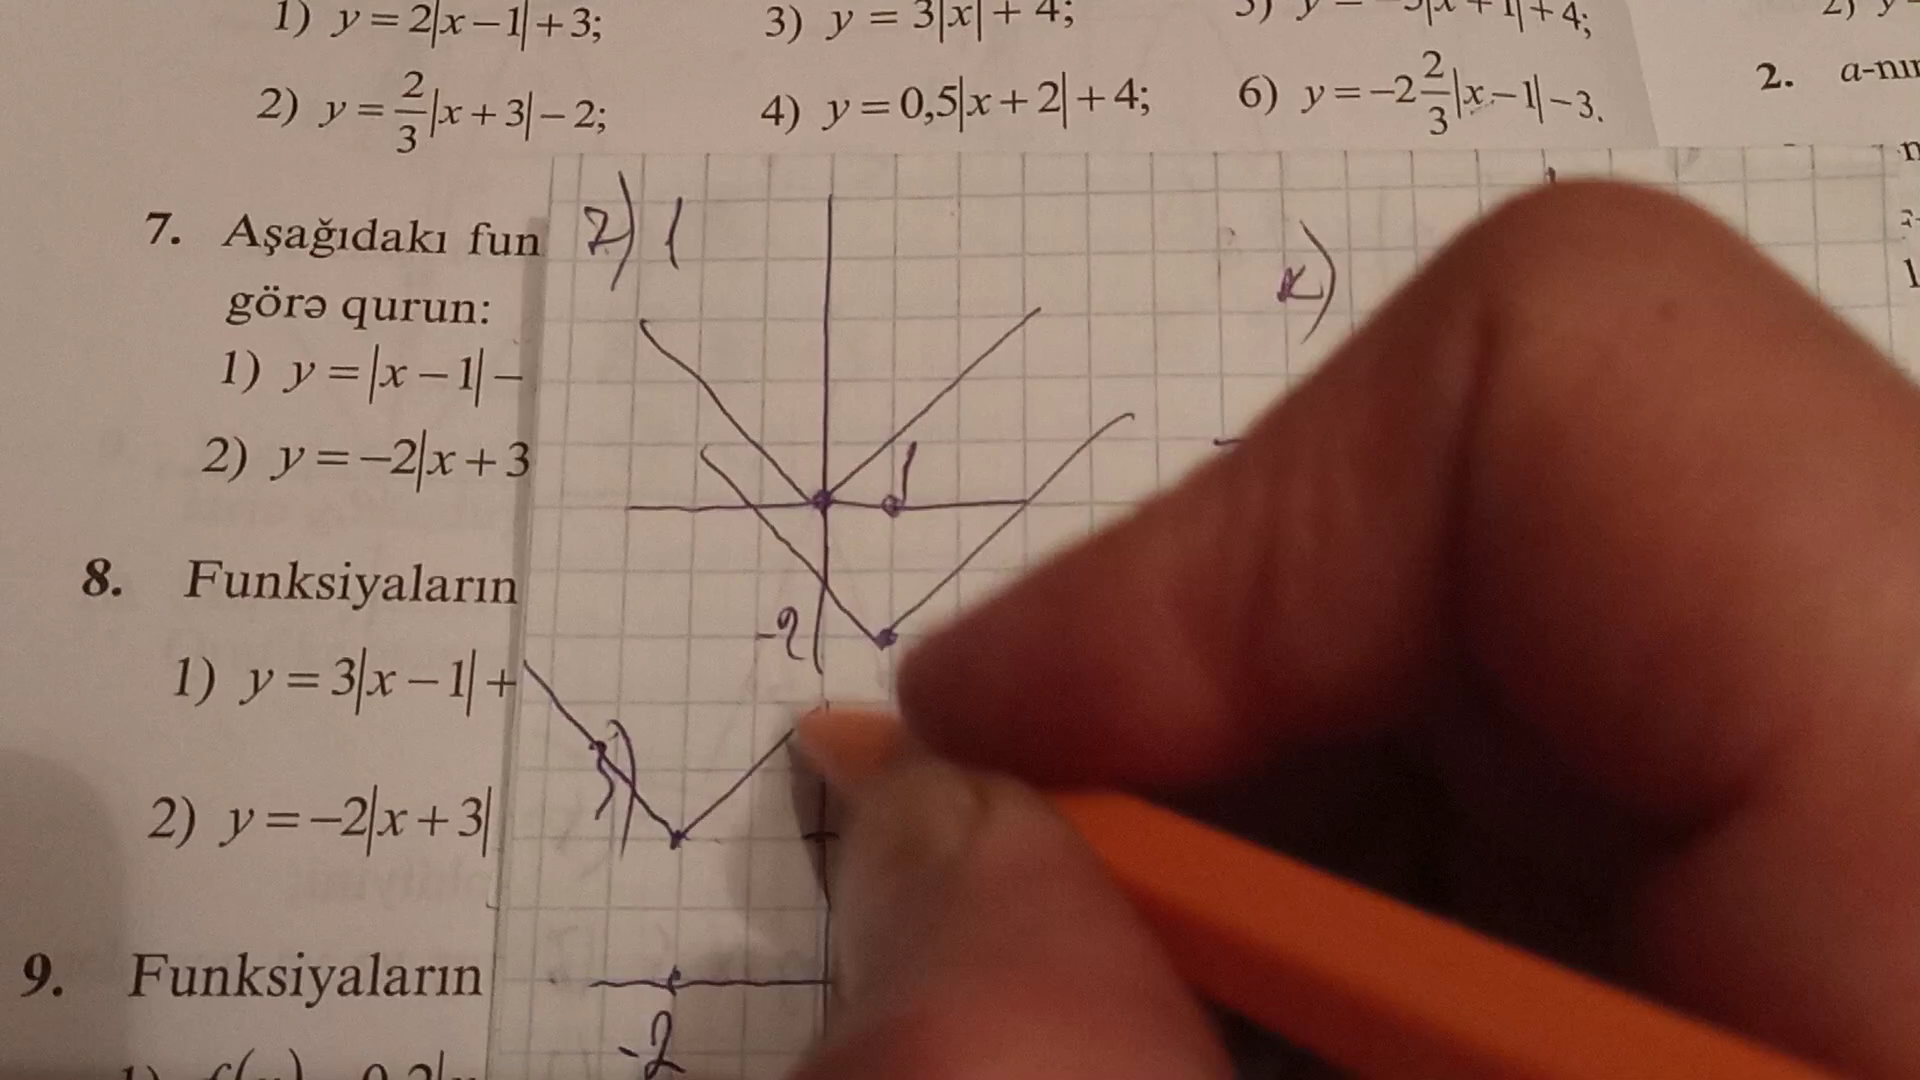 1) y = 2|x − 1| + 3;
3) y = 3|x| + 4;
+ 4;
2) y = 2/3|x + 3| − 2;
4) y = 0,5|x + 2| + 4;
6) y = −2 2/3|x − 1| − 3.
2. a-nın
7. Aşağıdakı fun
görə qurun:
1) y = |x − 1| −
2) y = −2|x + 3
8. Funksiyaların
1) y = 3|x − 1| +
2) y = −2|x + 3|
9. Funksiyaların
1
-2
3)
-2